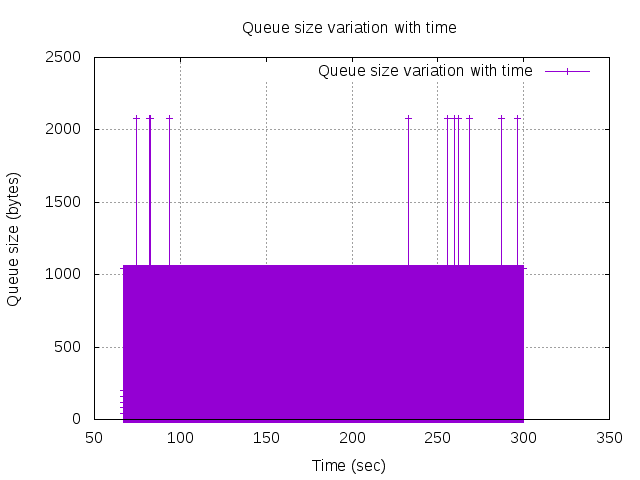 Queue size variation with time
2500
Queue size variation with time
2000
1500
1000
500
0
Queue size (bytes)
50 100 150 200 250 300 350
Time (sec)